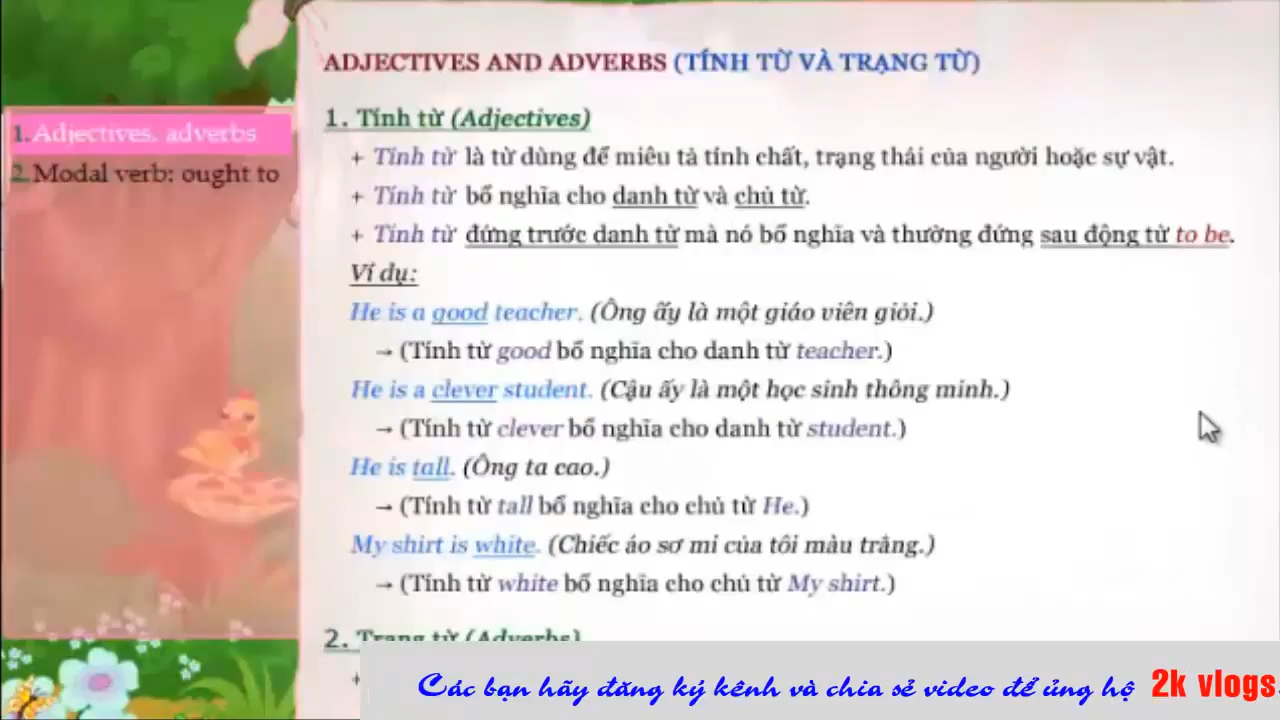 ADJECTIVES AND ADVERBS (TÍNH TỪ VÀ TRẠNG TỪ)
1. Adjectives, adverbs
2. Modal verb: ought to
1. Tính từ (Adjectives)
+ Tính từ là từ dùng để miêu tả tính chất, trạng thái của người hoặc sự vật.
+ Tính từ bổ nghĩa cho danh từ và chủ từ.
+ Tính từ đứng trước danh từ mà nó bổ nghĩa và thường đứng sau động từ to be.
Ví dụ:
He is a good teacher. (Ông ấy là một giáo viên giỏi.)
→ (Tính từ good bổ nghĩa cho danh từ teacher.)
He is a clever student. (Cậu ấy là một học sinh thông minh.)
→ (Tính từ clever bổ nghĩa cho danh từ student.)
He is tall. (Ông ta cao.)
→ (Tính từ tall bổ nghĩa cho chủ từ He.)
My shirt is white. (Chiếc áo sơ mi của tôi màu trắng.)
→ (Tính từ white bổ nghĩa cho chủ từ My shirt.)
2. Trạng từ (Adverbs)
+
Các bạn hãy đăng ký kênh và chia sẻ video để ủng hộ 2k vlogs